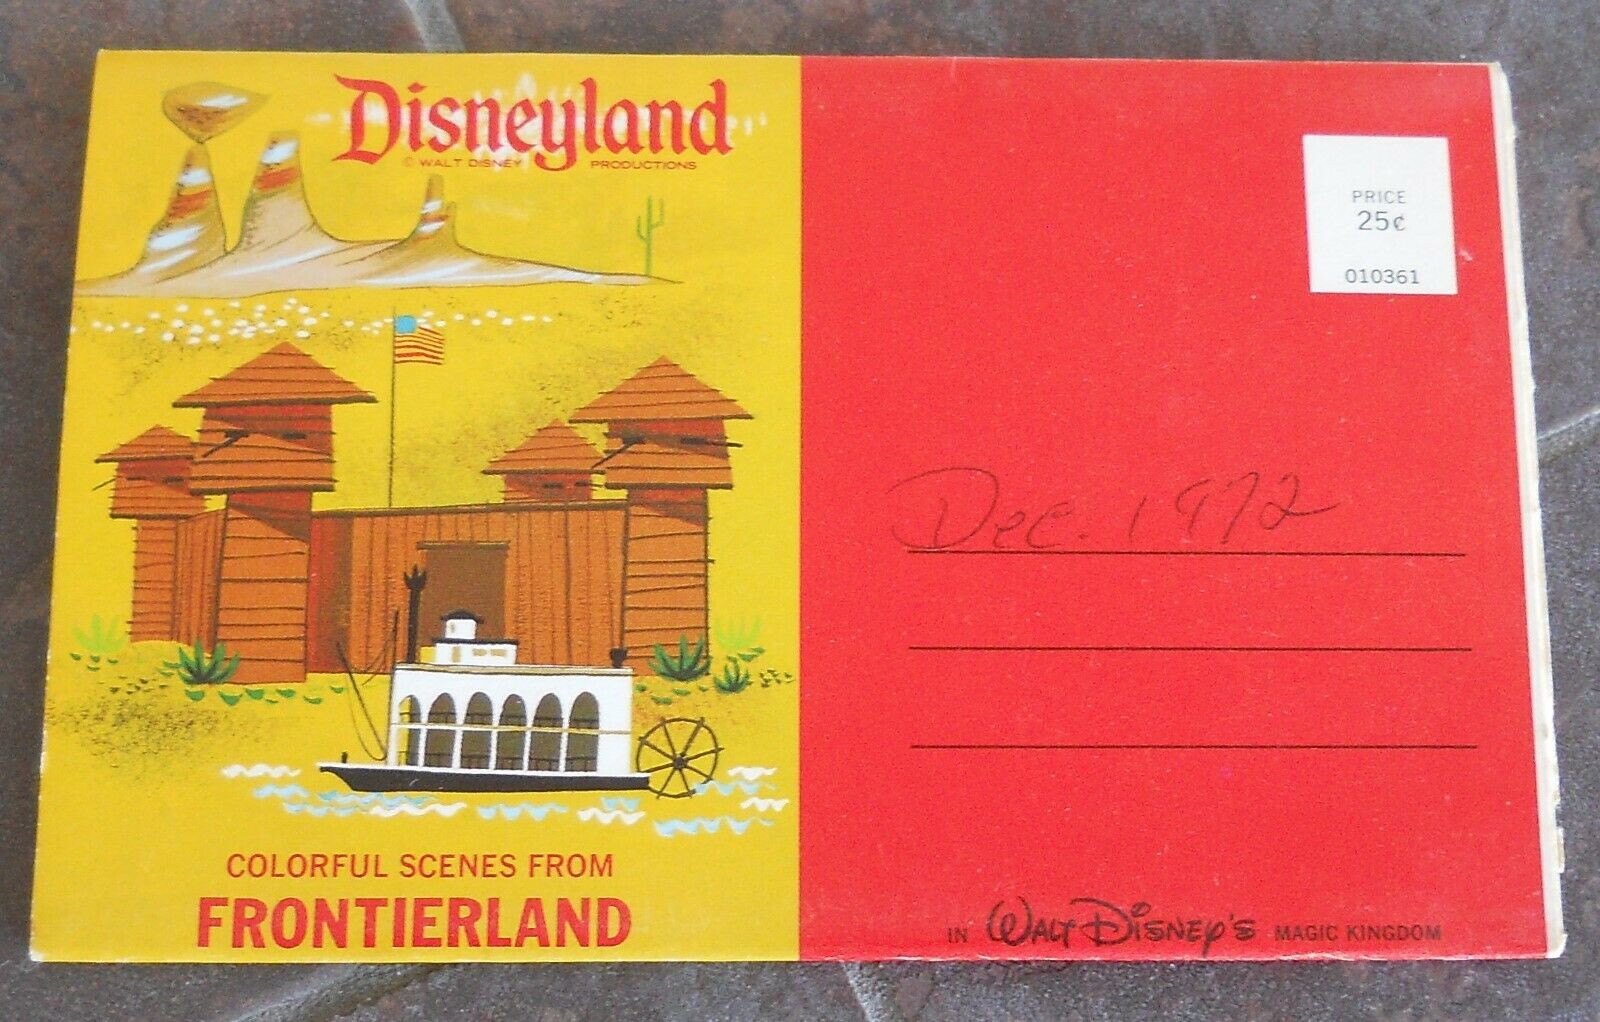 Disneyland
© WALT DISNEY PRODUCTIONS
COLORFUL SCENES FROM
FRONTIERLAND
PRICE
25¢
010361
Dec. 1972
IN WALT DISNEY'S MAGIC KINGDOM